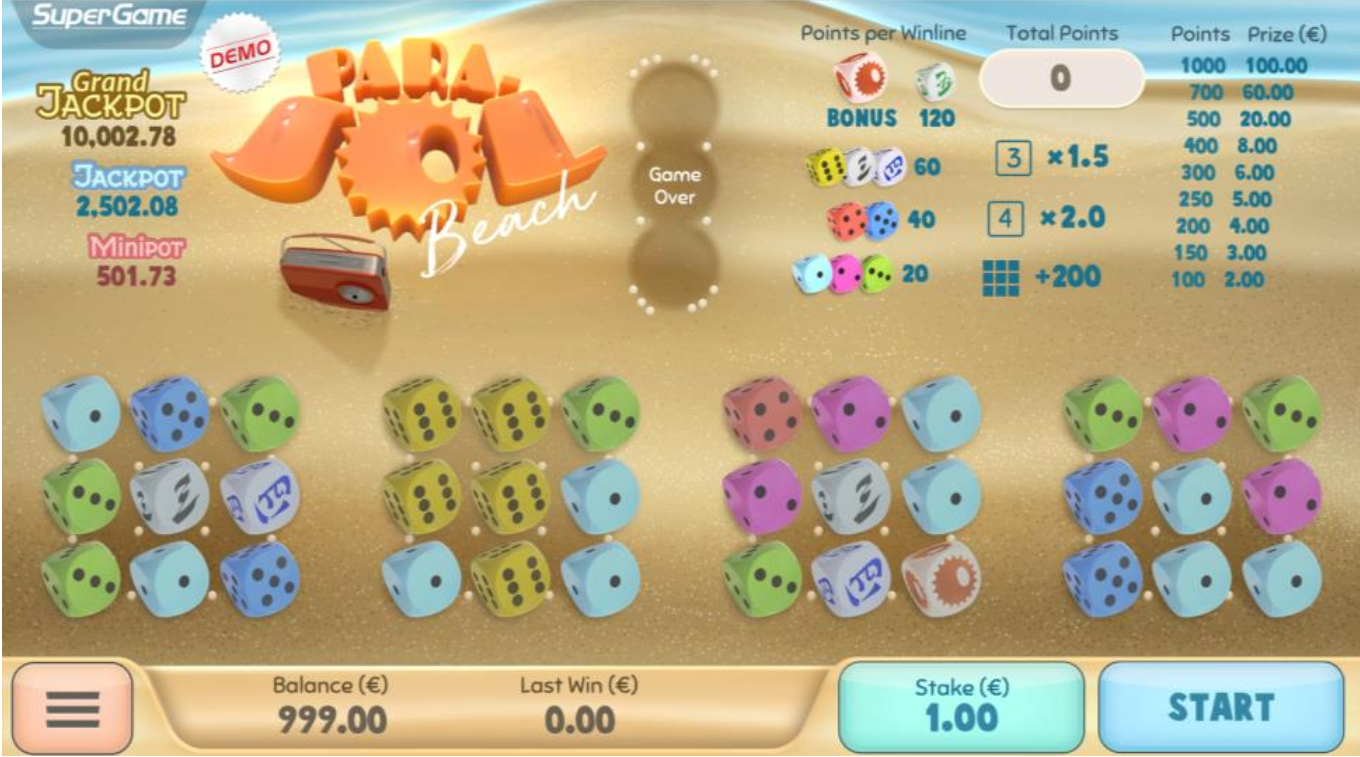 SuperGame
DEMO
PARA
SOL
Beach
Grand
JACKPOT
10,002.78
JACKPOT
2,502.08
MINIPOT
501.73
Game
Over
Points per Winline
BONUS 120
60
40
20
Total Points
0
3 ×1.5
4 ×2.0
+200
Points Prize (€)
1000 100.00
700 60.00
500 20.00
400 8.00
300 6.00
250 5.00
200 4.00
150 3.00
100 2.00
Balance (€)
999.00
Last Win (€)
0.00
Stake (€)
1.00
START